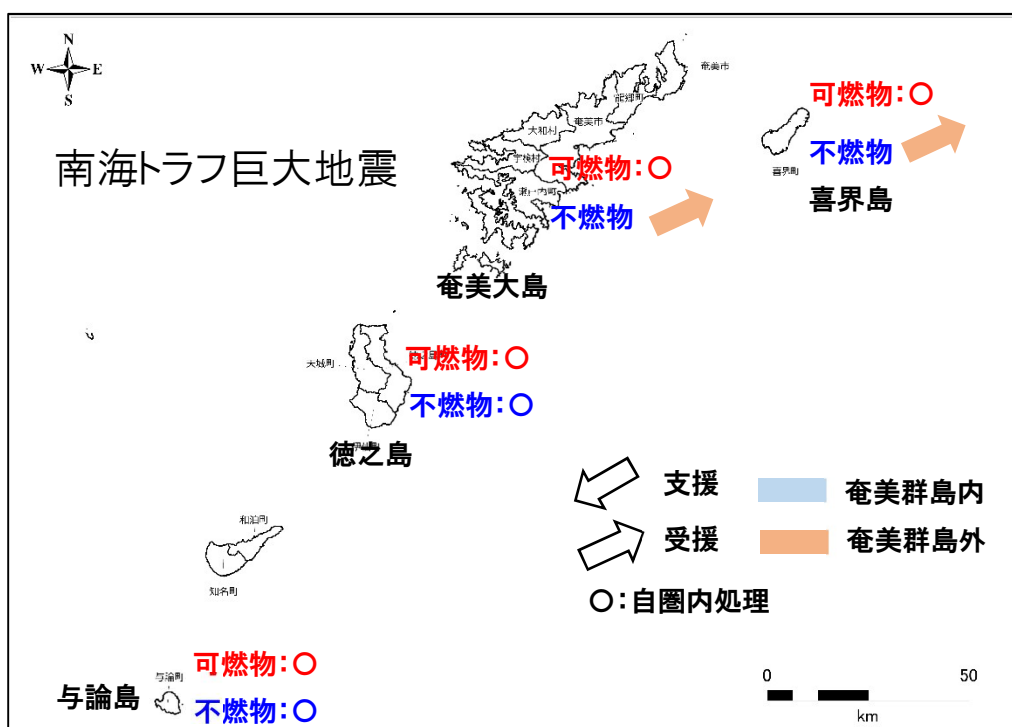 N
W E
S
南海トラフ巨大地震
奄美市
龍郷町
奄美市
大和村
宇検村
可燃物:○
瀬戸内町
不燃物
奄美大島
可燃物:○
不燃物
喜界町
喜界島
天城町
可燃物:○
不燃物:○
徳之島
和泊町
知名町
与論町
可燃物:○
与論島
不燃物:○
支援 奄美群島内
受援 奄美群島外
○:自圏内処理
0 50
km